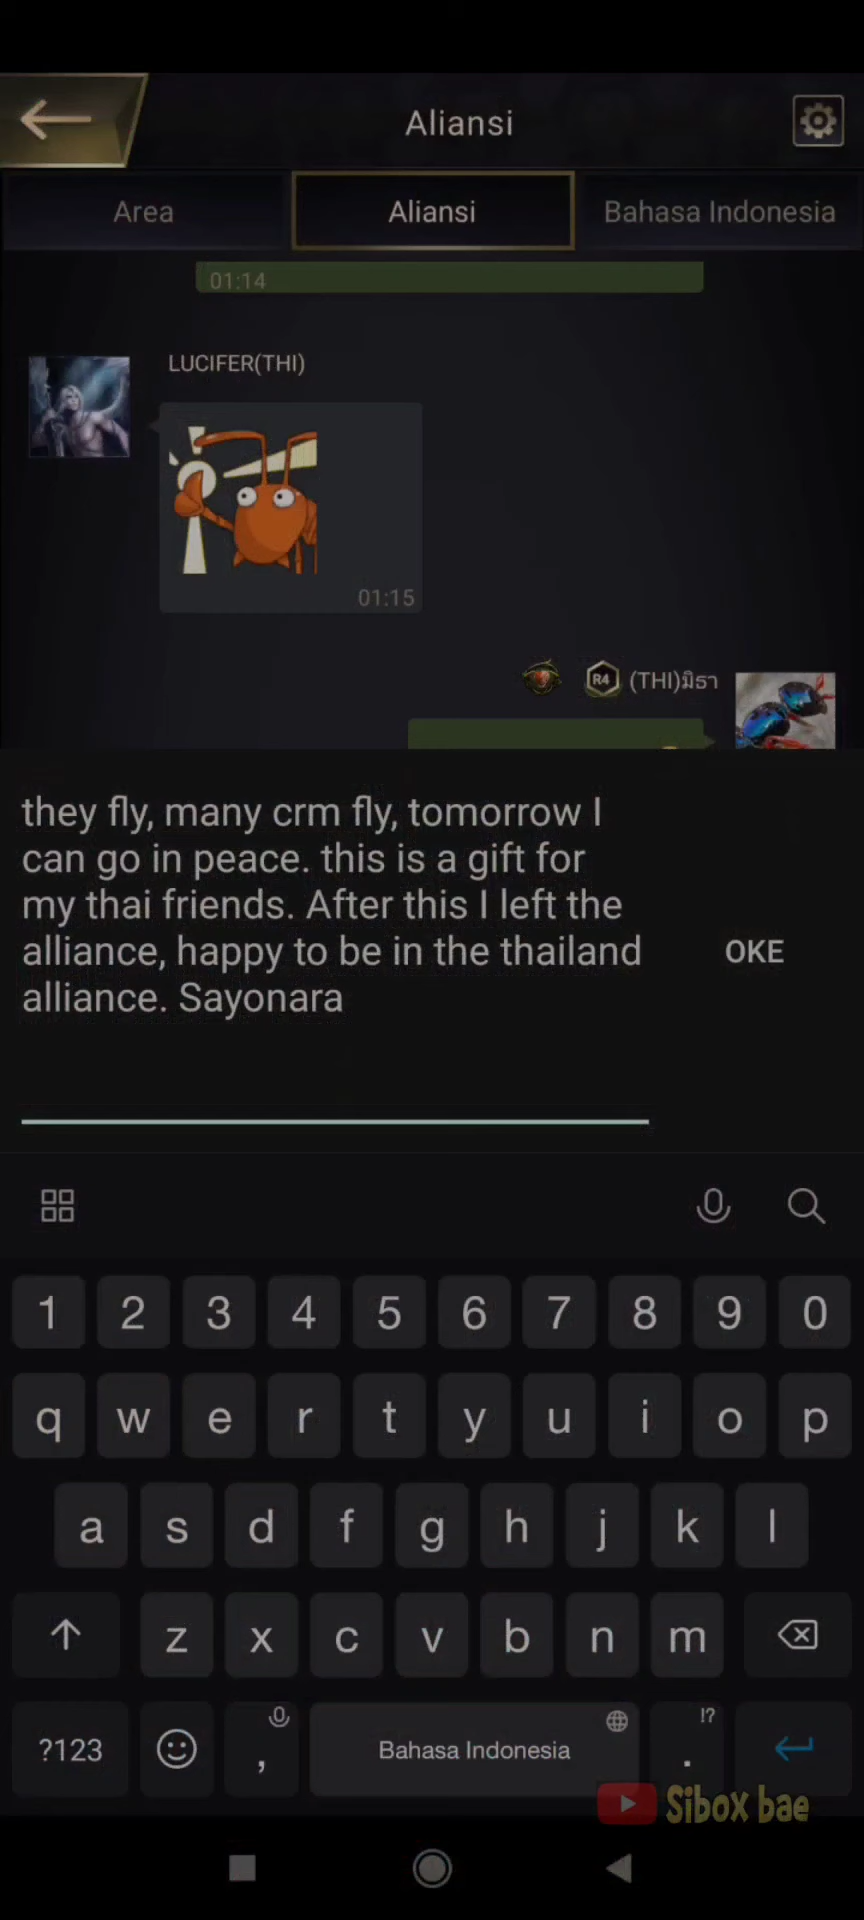 Aliansi
Area
Aliansi
Bahasa Indonesia
01:14
LUCIFER(THI)
01:15
R4
(THI)มิธา
they fly, many crm fly, tomorrow I
can go in peace. this is a gift for
my thai friends. After this I left the
alliance, happy to be in the thailand
alliance. Sayonara
OKE
1 2 3 4 5 6 7 8 9 0
q w e r t y u i o p
a s d f g h j k l
z x c v b n m
!?
?123 , Bahasa Indonesia .
Sibox bae